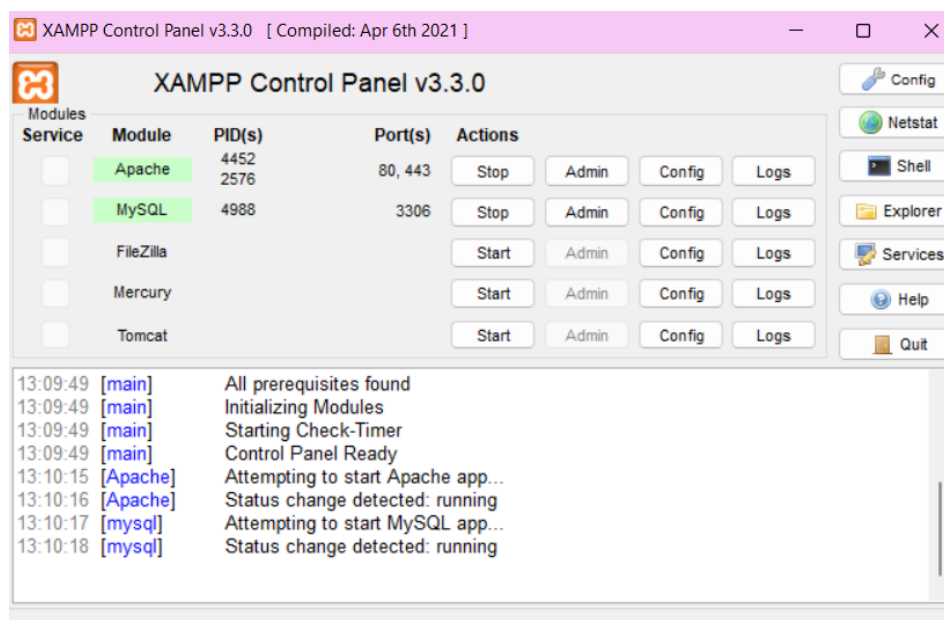 XAMPP Control Panel v3.3.0 [ Compiled: Apr 6th 2021 ]
XAMPP Control Panel v3.3.0
Config
Modules
Service Module PID(s) Port(s) Actions
Netstat
Apache 4452 2576 80, 443 Stop Admin Config Logs
Shell
MySQL 4988 3306 Stop Admin Config Logs
Explorer
FileZilla Start Admin Config Logs
Services
Mercury Start Admin Config Logs
Help
Tomcat Start Admin Config Logs
Quit
13:09:49 [main] All prerequisites found
13:09:49 [main] Initializing Modules
13:09:49 [main] Starting Check-Timer
13:09:49 [main] Control Panel Ready
13:10:15 [Apache] Attempting to start Apache app...
13:10:16 [Apache] Status change detected: running
13:10:17 [mysql] Attempting to start MySQL app...
13:10:18 [mysql] Status change detected: running